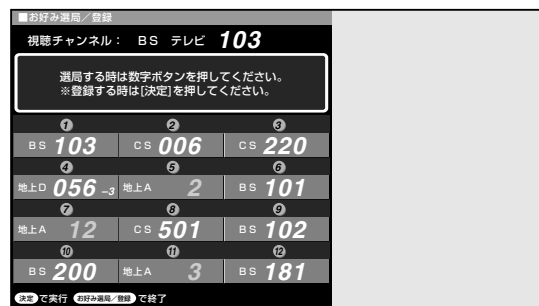 ■お好み選局／登録
視聴チャンネル： BS テレビ 103
選局する時は数字ボタンを押してください。
※登録する時は[決定]を押してください。
① ② ③
BS 103 CS 006 CS 220
④ ⑤ ⑥
地上D 056 -3 地上A 2 BS 101
⑦ ⑧ ⑨
地上A 12 CS 501 BS 102
⑩ ⑪ ⑫
BS 200 地上A 3 BS 181
決定 で実行 お好み選局／登録 で終了